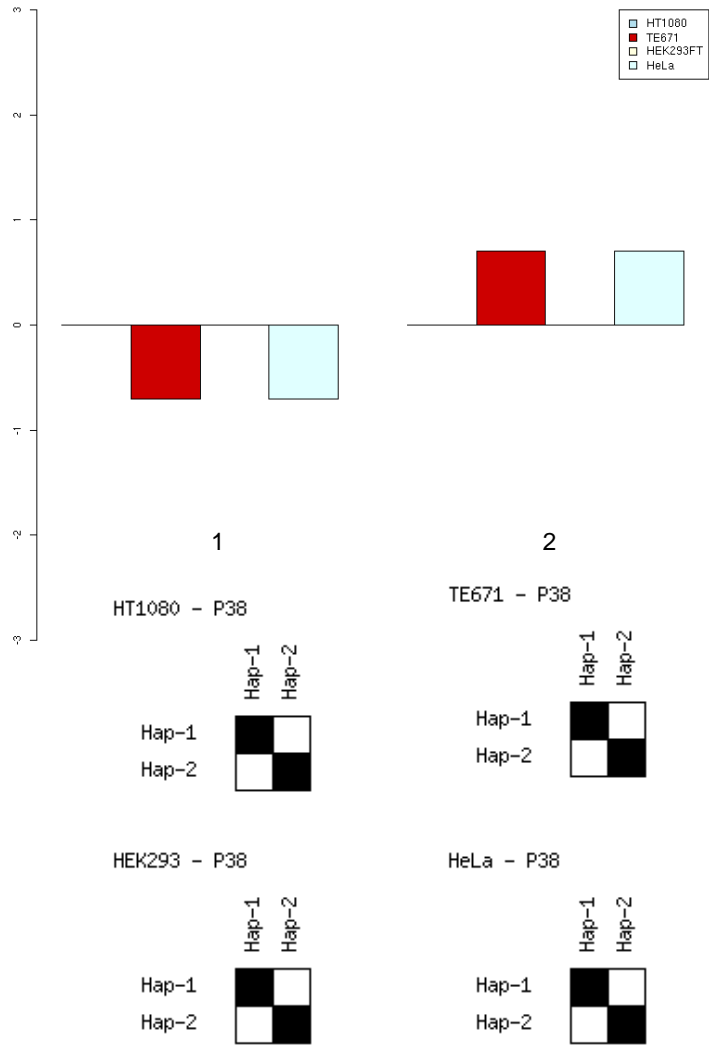 3
2
1
0
-1
-2
-3
HT1080
TE671
HEK293FT
HeLa
1
2
HT1080 - P38
Hap-1
Hap-2
Hap-1
Hap-2
TE671 - P38
Hap-1
Hap-2
Hap-1
Hap-2
HEK293 - P38
Hap-1
Hap-2
Hap-1
Hap-2
HeLa - P38
Hap-1
Hap-2
Hap-1
Hap-2